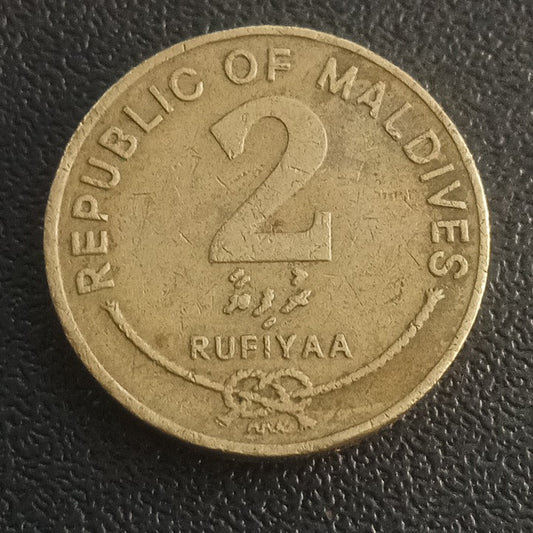 REPUBLIC OF MALDIVES
2
ރުފިޔާ
RUFIYAA